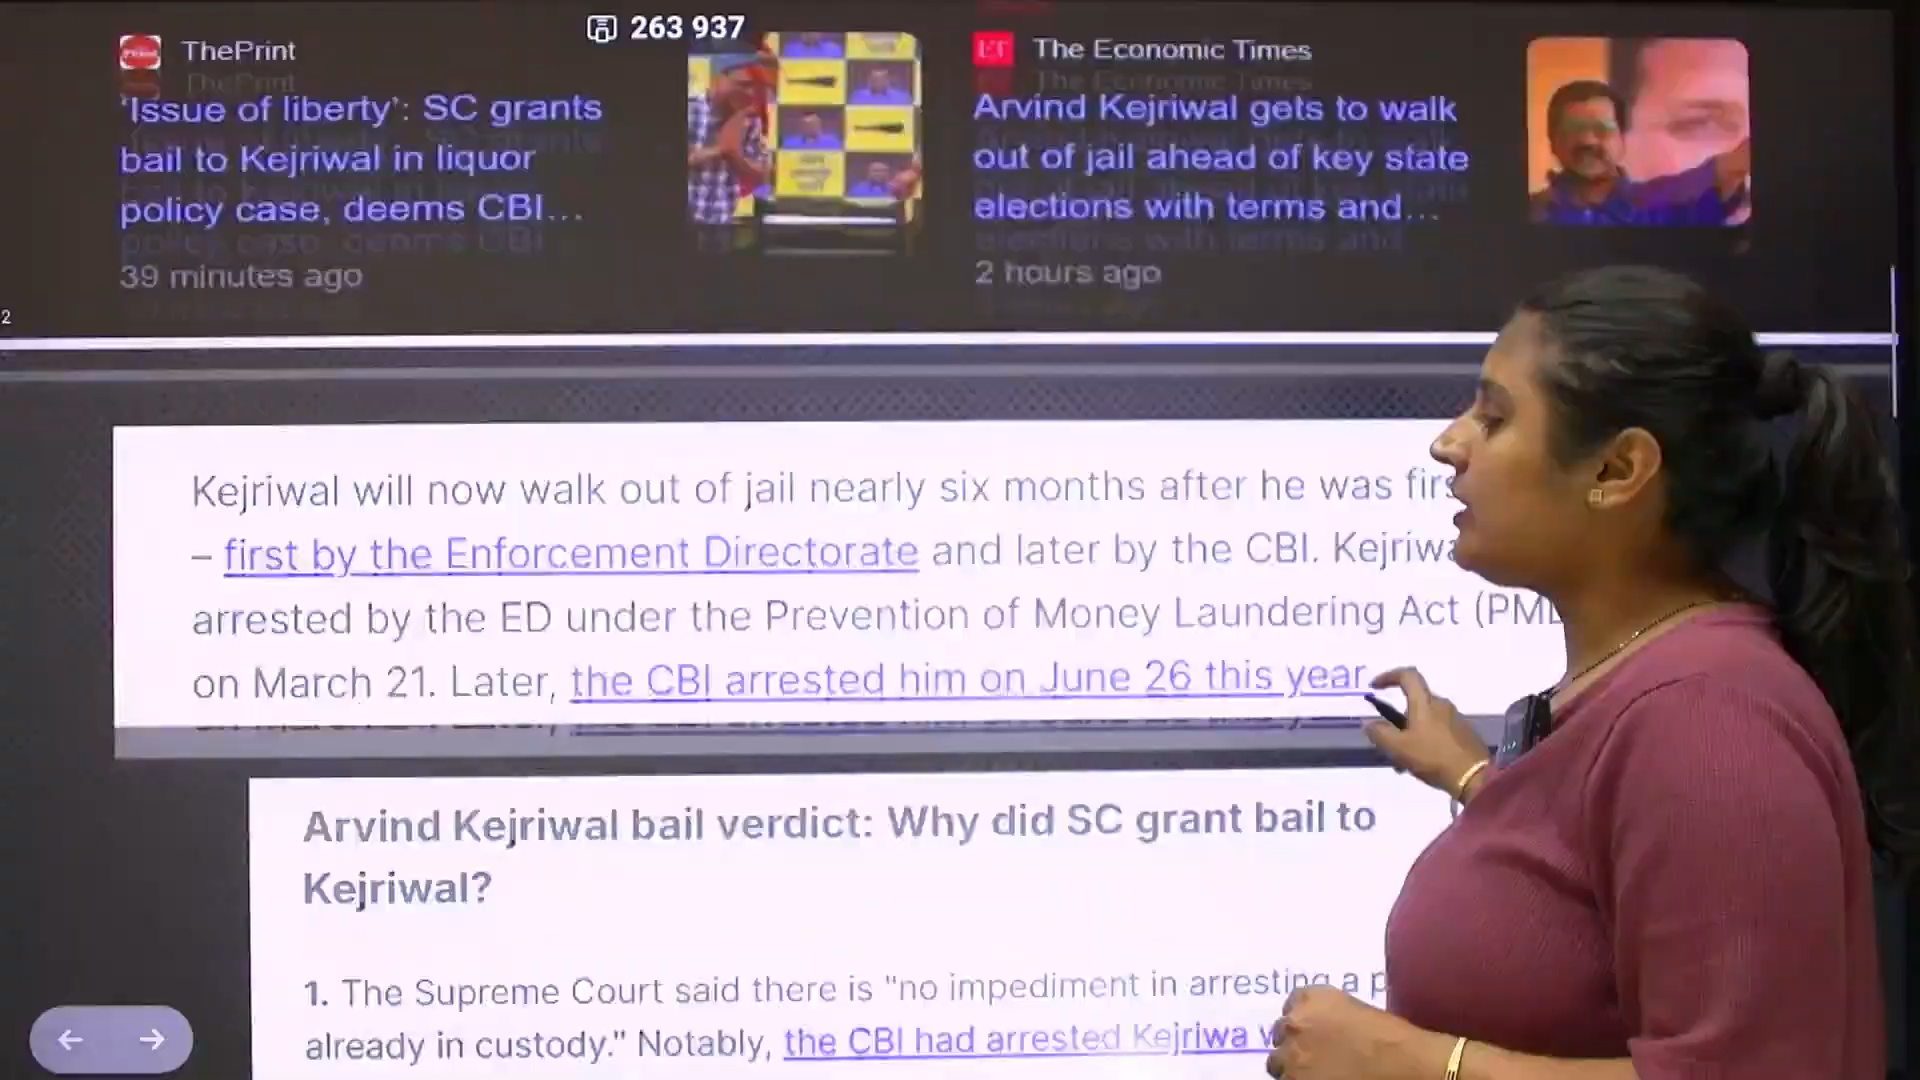 263 937
ThePrint
'Issue of liberty': SC grants
bail to Kejriwal in liquor
policy case, deems CBI...
39 minutes ago
The Economic Times
Arvind Kejriwal gets to walk
out of jail ahead of key state
elections with terms and...
2 hours ago
2
Kejriwal will now walk out of jail nearly six months after he was
– first by the Enforcement Directorate and later by the CBI.
arrested by the ED under the Prevention of Money Laundering Act
on March 21. Later, the CBI arrested him on June 26 this year.
Arvind Kejriwal bail verdict: Why did SC grant bail to
Kejriwal?
1. The Supreme Court said there is "no impediment in arresting a
already in custody." Notably, the CBI had arrested Kejriwa